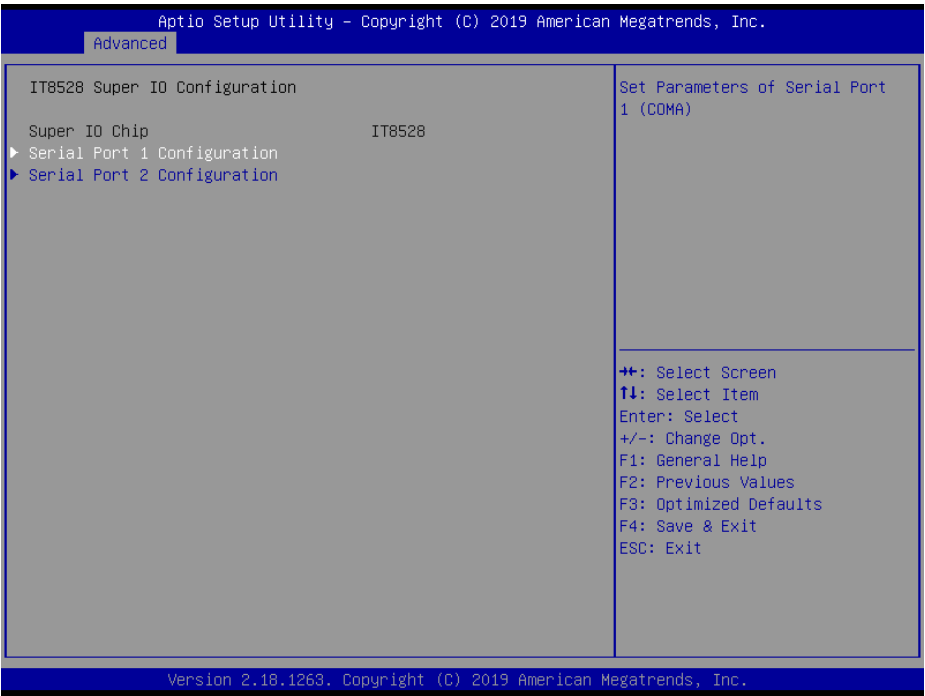 Aptio Setup Utility – Copyright (C) 2019 American Megatrends, Inc.
Advanced
IT8528 Super IO Configuration
Super IO Chip IT8528
▶ Serial Port 1 Configuration
▶ Serial Port 2 Configuration
Set Parameters of Serial Port
1 (COMA)
→←: Select Screen
↑↓: Select Item
Enter: Select
+/-: Change Opt.
F1: General Help
F2: Previous Values
F3: Optimized Defaults
F4: Save & Exit
ESC: Exit
Version 2.18.1263. Copyright (C) 2019 American Megatrends, Inc.